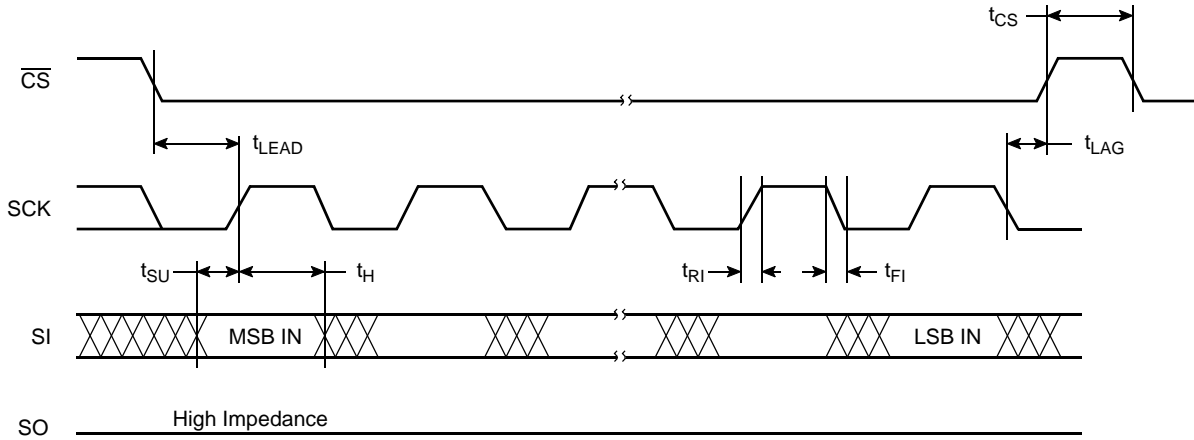 tCS
CS
tLEAD
tLAG
SCK
tSU
tH
tRI
tFI
SI
MSB IN
LSB IN
SO
High Impedance